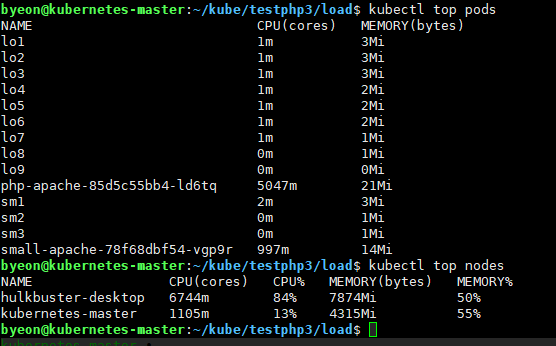 byeon@kubernetes-master:~/kube/testphp3/load$ kubectl top pods
NAME CPU(cores) MEMORY(bytes)
lo1 1m 3Mi
lo2 1m 3Mi
lo3 1m 3Mi
lo4 1m 2Mi
lo5 1m 2Mi
lo6 1m 2Mi
lo7 1m 1Mi
lo8 0m 1Mi
lo9 0m 0Mi
php-apache-85d5c55bb4-ld6tq 5047m 21Mi
sm1 2m 3Mi
sm2 0m 1Mi
sm3 0m 1Mi
small-apache-78f68dbf54-vgp9r 997m 14Mi
byeon@kubernetes-master:~/kube/testphp3/load$ kubectl top nodes
NAME CPU(cores) CPU% MEMORY(bytes) MEMORY%
hulkbuster-desktop 6744m 84% 7874Mi 50%
kubernetes-master 1105m 13% 4315Mi 55%
byeon@kubernetes-master:~/kube/testphp3/load$
kubernetes-master